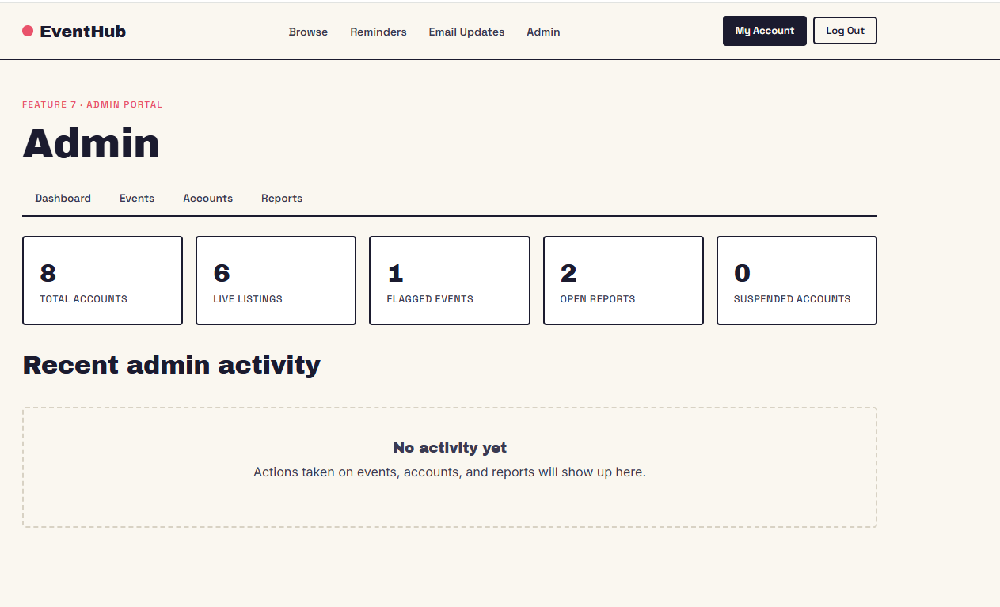 EventHub
Browse Reminders Email Updates Admin
My Account Log Out
FEATURE 7 · ADMIN PORTAL
Admin
Dashboard Events Accounts Reports
8 6 1 2 0
TOTAL ACCOUNTS LIVE LISTINGS FLAGGED EVENTS OPEN REPORTS SUSPENDED ACCOUNTS
Recent admin activity
No activity yet
Actions taken on events, accounts, and reports will show up here.